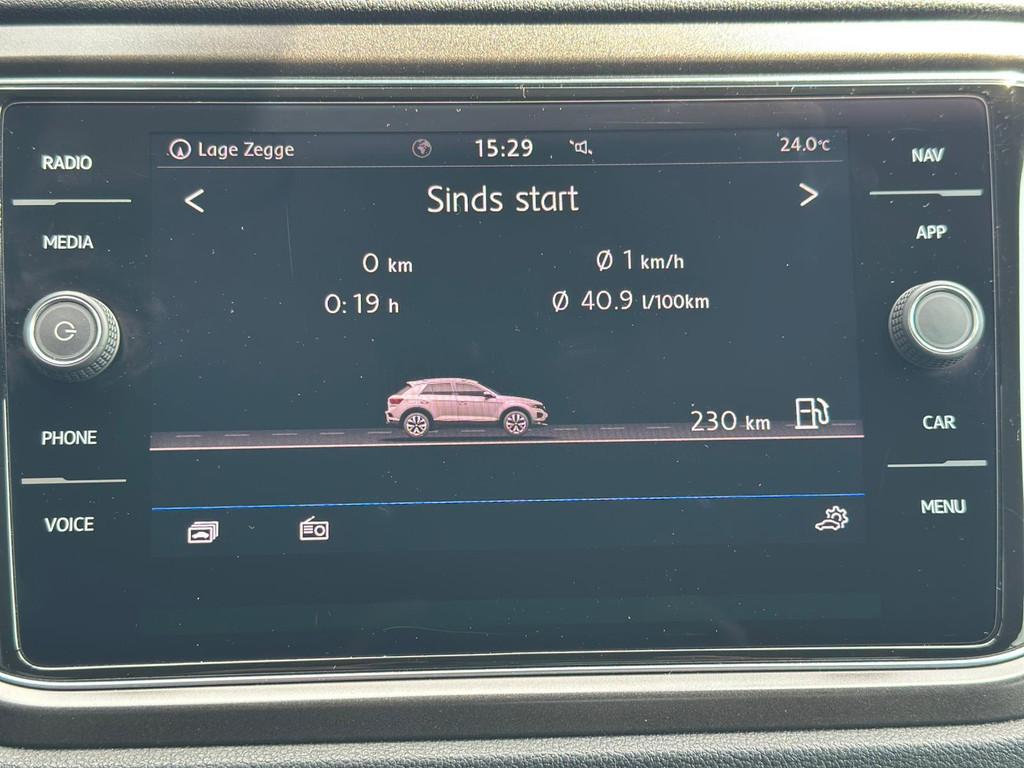 RADIO
MEDIA
PHONE
VOICE
Lage Zegge
15:29
24.0°C
< Sinds start >
0 km
Ø 1 km/h
0:19 h
Ø 40.9 l/100km
230 km
NAV
APP
CAR
MENU